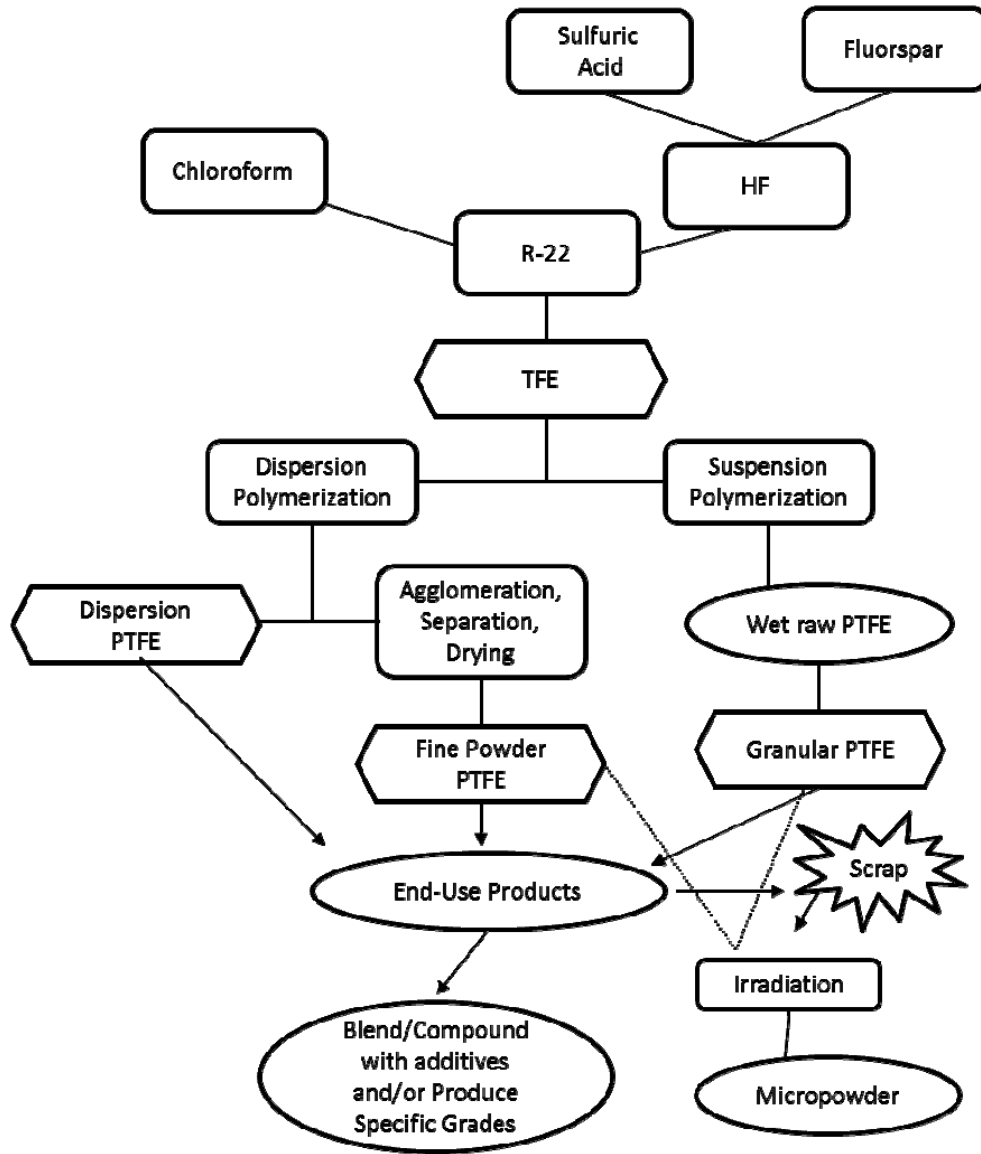 Sulfuric
Acid
Fluorspar
Chloroform
HF
R-22
TFE
Dispersion
Polymerization
Suspension
Polymerization
Dispersion
PTFE
Agglomeration,
Separation,
Drying
Wet raw PTFE
Fine Powder
PTFE
Granular PTFE
End-Use Products
Scrap
Irradiation
Blend/Compound
with additives
and/or Produce
Specific Grades
Micropowder